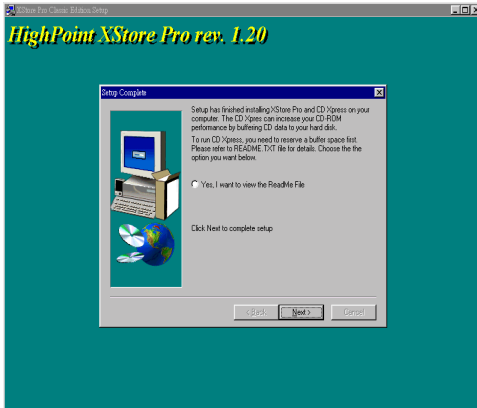 XStore Pro Classic Edition Setup
HighPoint XStore Pro rev. 1.20
Setup Complete
Setup has finished installing XStore Pro and CD Xpress on your
computer. The CD Xpres can increase your CD-ROM
performance by buffering CD data to your hard disk.
To run CD Xpress, you need to reserve a buffer space first.
Please refer to README.TXT file for details. Choose the the
option you want below.
Yes, I want to view the ReadMe File
Click Next to complete setup
< Back
Next >
Cancel